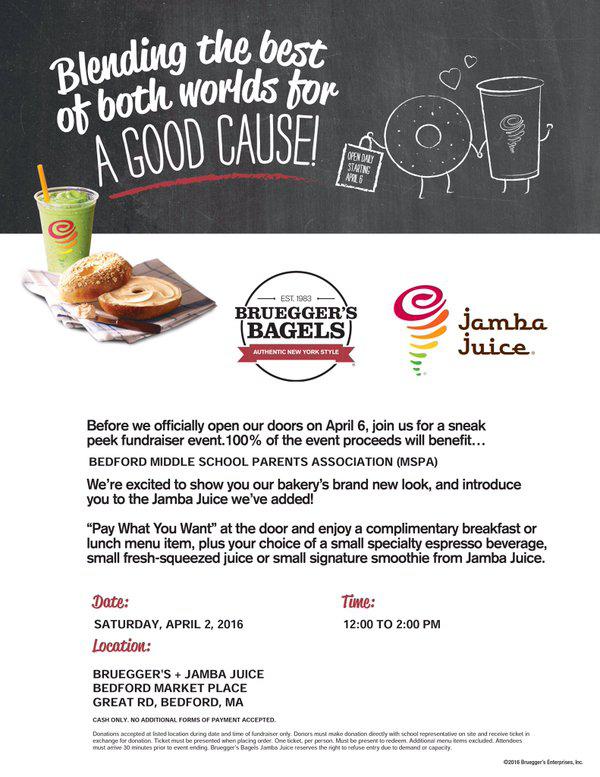 Blending the best
of both worlds for
A GOOD CAUSE!
OPEN DAILY
STARTING
APRIL 6
EST. 1983
BRUEGGER'S
BAGELS
AUTHENTIC NEW YORK STYLE
®
jamba
juice®
Before we officially open our doors on April 6, join us for a sneak
peek fundraiser event.100% of the event proceeds will benefit…
BEDFORD MIDDLE SCHOOL PARENTS ASSOCIATION (MSPA)
We're excited to show you our bakery's brand new look, and introduce
you to the Jamba Juice we've added!
“Pay What You Want” at the door and enjoy a complimentary breakfast or
lunch menu item, plus your choice of a small specialty espresso beverage,
small fresh-squeezed juice or small signature smoothie from Jamba Juice.
Date:
Time:
SATURDAY, APRIL 2, 2016
12:00 TO 2:00 PM
Location:
BRUEGGER'S + JAMBA JUICE
BEDFORD MARKET PLACE
GREAT RD, BEDFORD, MA
CASH ONLY. NO ADDITIONAL FORMS OF PAYMENT ACCEPTED.
Donations accepted at listed location during date and time of fundraiser only. Donors must make donation directly with school representative on site and receive ticket in
exchange for donation. Ticket must be presented when placing order. One ticket, per person. Must be present to redeem. Additional menu items excluded. Attendees
must arrive 30 minutes prior to event ending. Bruegger's Bagels Jamba Juice reserves the right to refuse entry due to demand or capacity.
©2016 Bruegger's Enterprises, Inc.